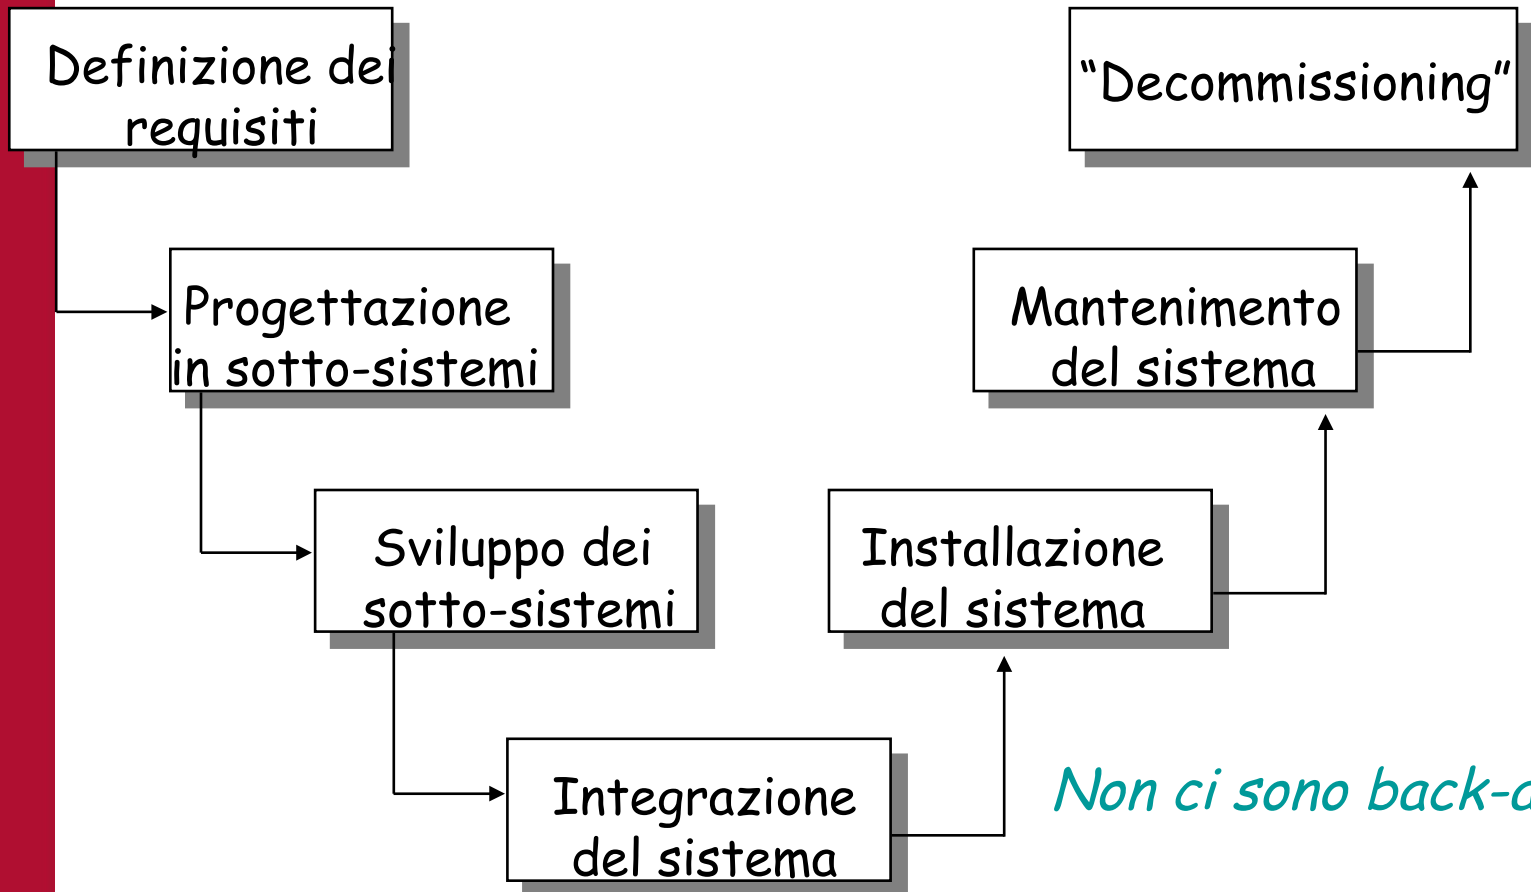 Definizione dei
requisiti
“Decommissioning”
Progettazione
in sotto-sistemi
Mantenimento
del sistema
Sviluppo dei
sotto-sistemi
Installazione
del sistema
Integrazione
del sistema
Non ci sono